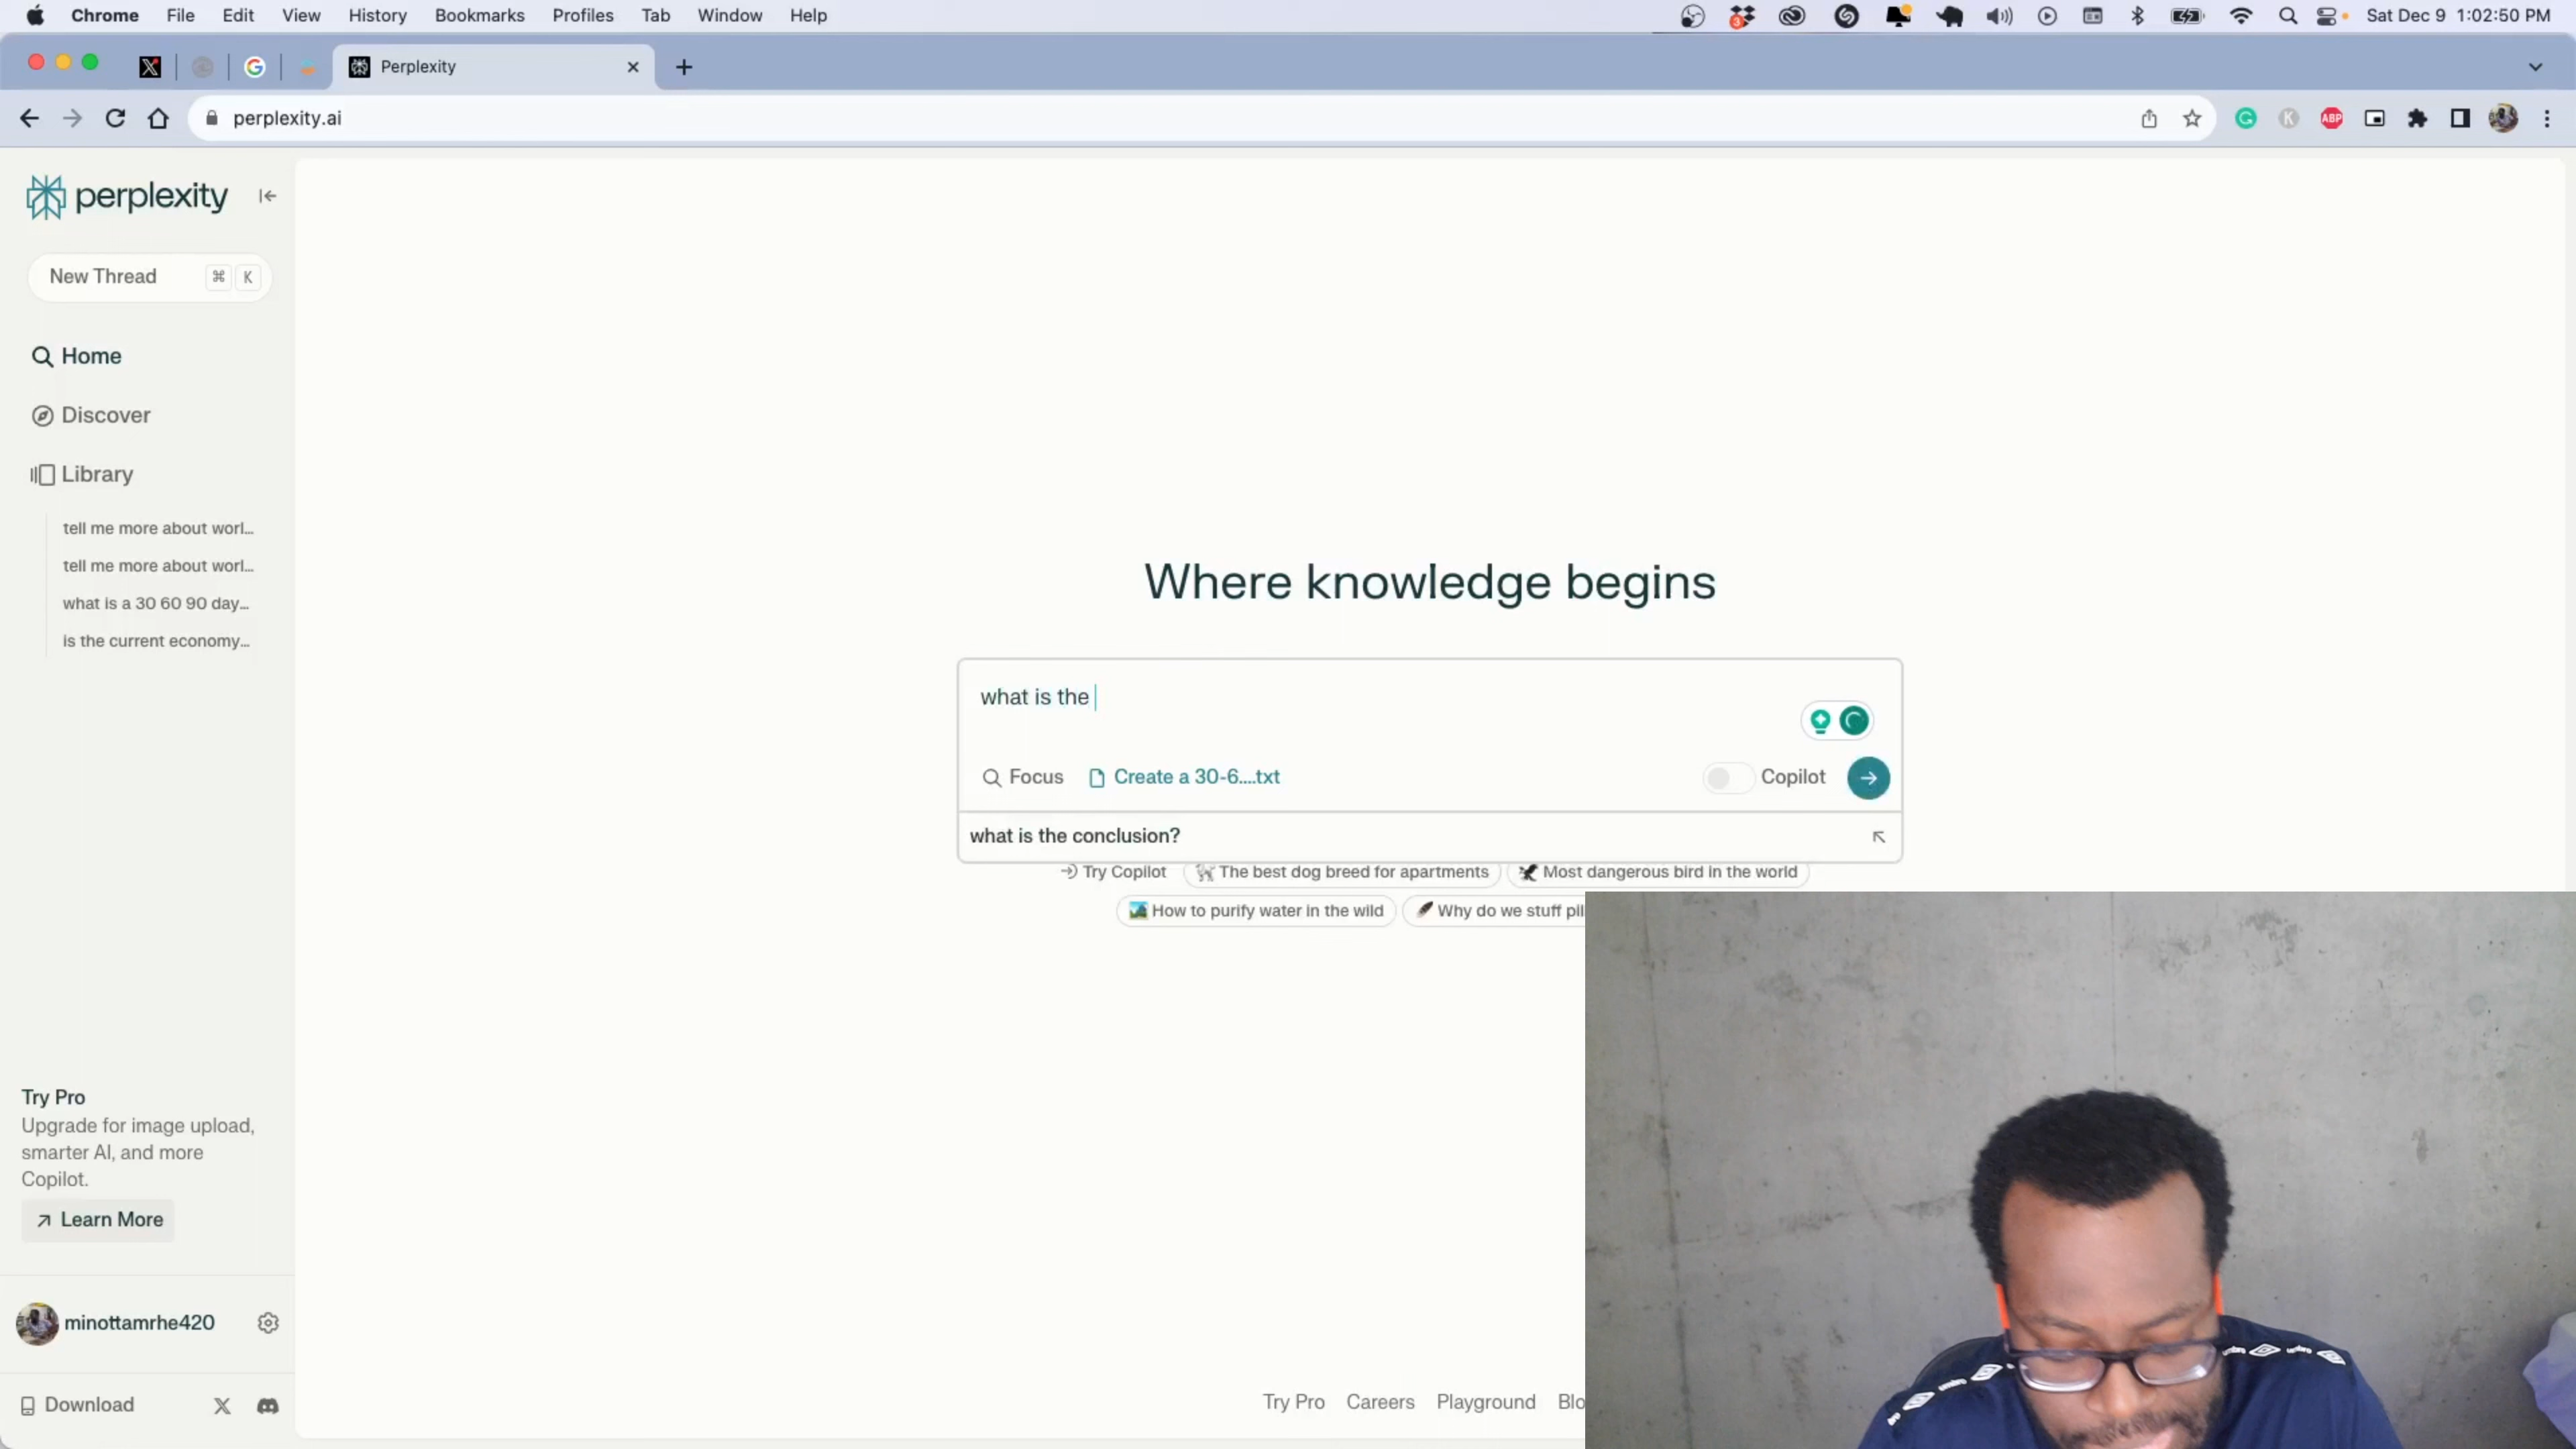 Chrome File Edit View History Bookmarks Profiles Tab Window Help
3
Sat Dec 9 1:02:50 PM
Perplexity
perplexity.ai
ABP
perplexity
New Thread ⌘ K
Home
Discover
Library
tell me more about worl...
tell me more about worl...
what is a 30 60 90 day...
is the current economy...
Where knowledge begins
what is the
Focus Create a 30-6....txt Copilot
what is the conclusion?
Try Copilot The best dog breed for apartments Most dangerous bird in the world
How to purify water in the wild Why do we stuff pil
Try Pro
Upgrade for image upload,
smarter AI, and more
Copilot.
Learn More
minottamrhe420
Download
Try Pro Careers Playground Blo
umbro